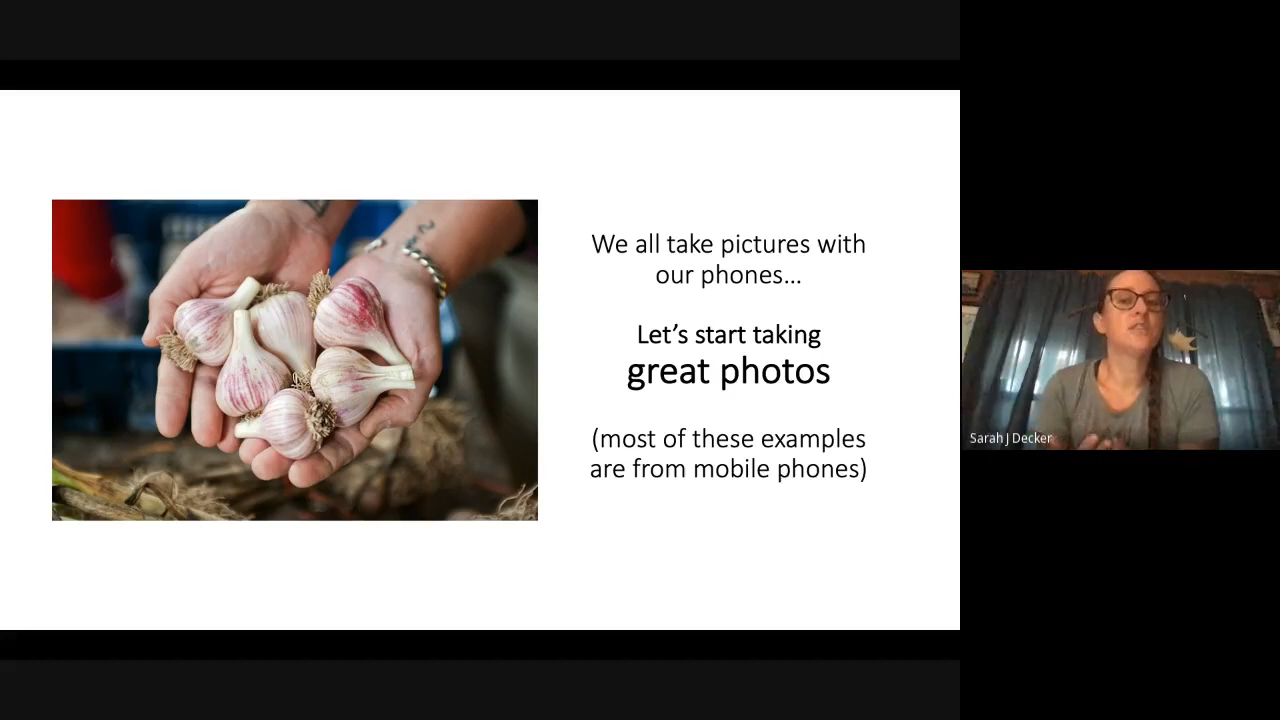 We all take pictures with
our phones…
Let’s start taking
great photos
(most of these examples
are from mobile phones)
Sarah J Decker